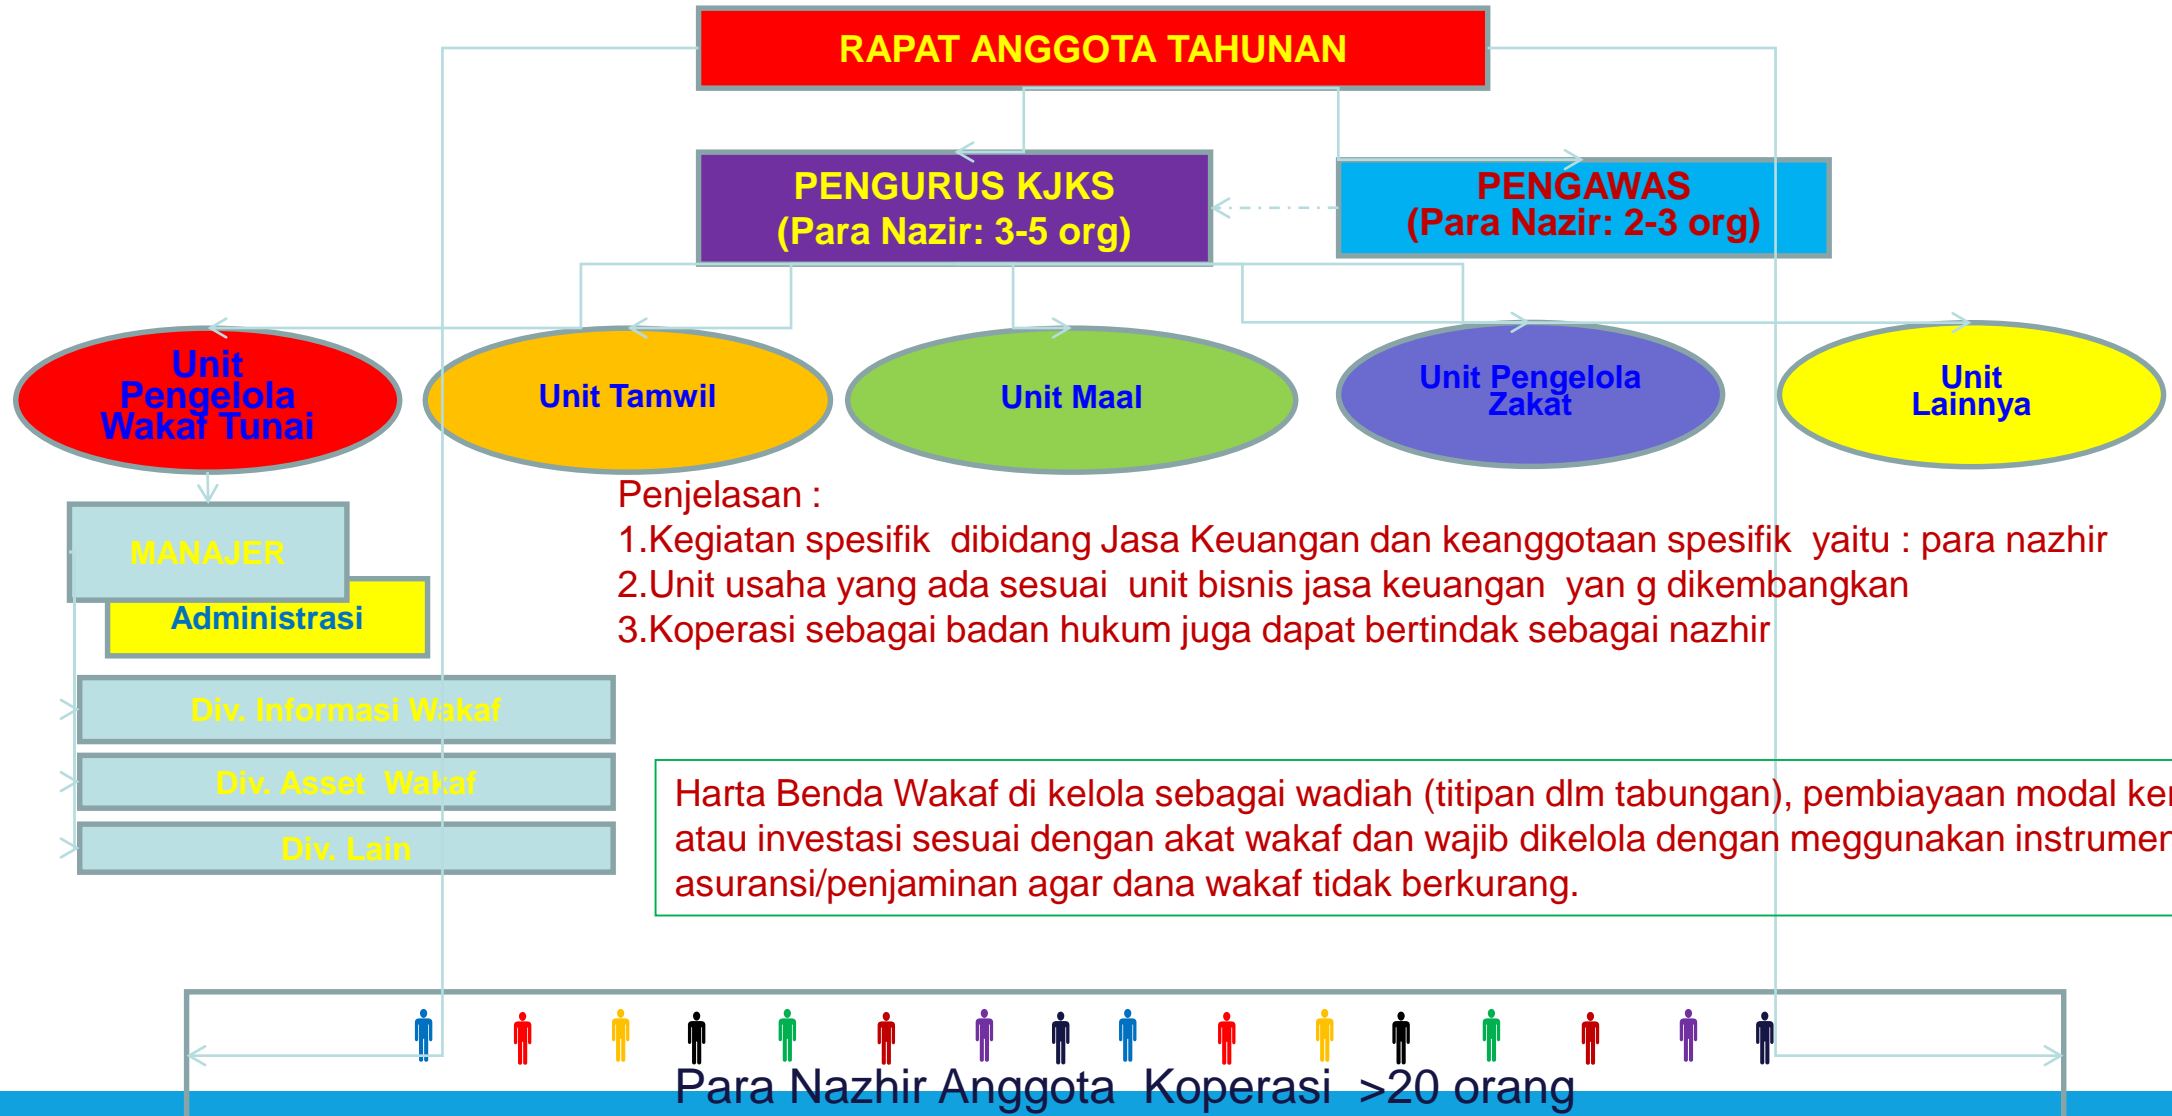 RAPAT ANGGOTA TAHUNAN
PENGURUS KJKS
(Para Nazir: 3-5 org)
PENGAWAS
(Para Nazir: 2-3 org)
Unit
Pengelola
Wakaf Tunai
Unit Tamwil
Unit Maal
Unit Pengelola
Zakat
Unit
Lainnya
MANAJER
Administrasi
Div. Informasi Wakaf
Div. Asset Wakaf
Div. Lain
Penjelasan :
1.Kegiatan spesifik dibidang Jasa Keuangan dan keanggotaan spesifik yaitu : para nazhir
2.Unit usaha yang ada sesuai unit bisnis jasa keuangan yan g dikembangkan
3.Koperasi sebagai badan hukum juga dapat bertindak sebagai nazhir
Harta Benda Wakaf di kelola sebagai wadiah (titipan dlm tabungan), pembiayaan modal
atau investasi sesuai dengan akat wakaf dan wajib dikelola dengan meggunakan instrumen
asuransi/penjaminan agar dana wakaf tidak berkurang.
Para Nazhir Anggota Koperasi >20 orang